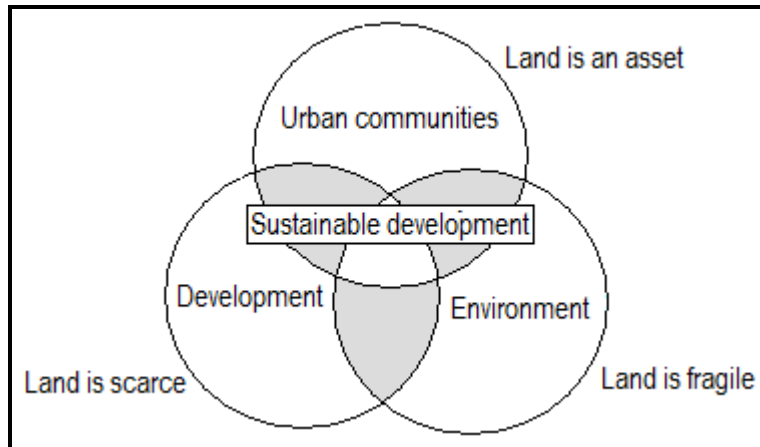 Land is an asset
Urban communities
Sustainable development
Development
Environment
Land is scarce
Land is fragile